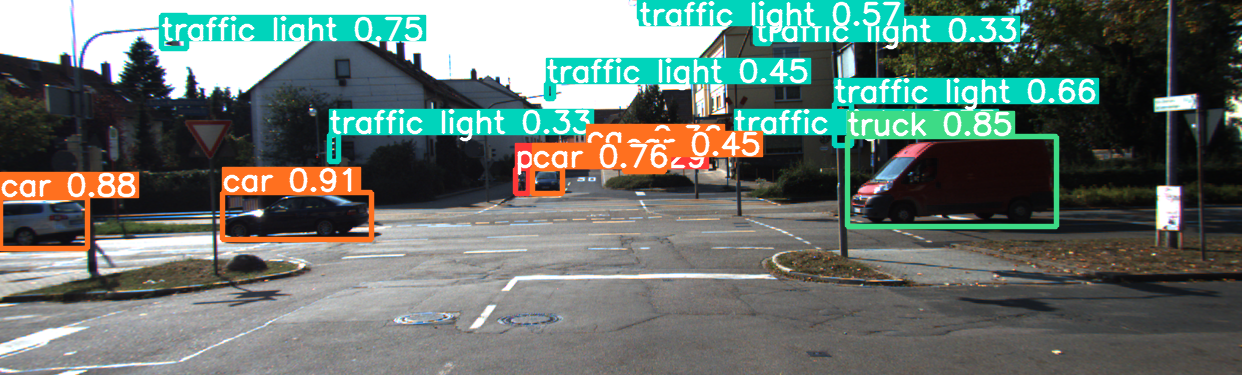 traffic light 0.57
traffic light 0.75
traffic light 0.33
traffic light 0.45
traffic light 0.66
traffic light 0.33
traffic
truck 0.85
0.45
pcar 0.76
car 0.91
car 0.88
30